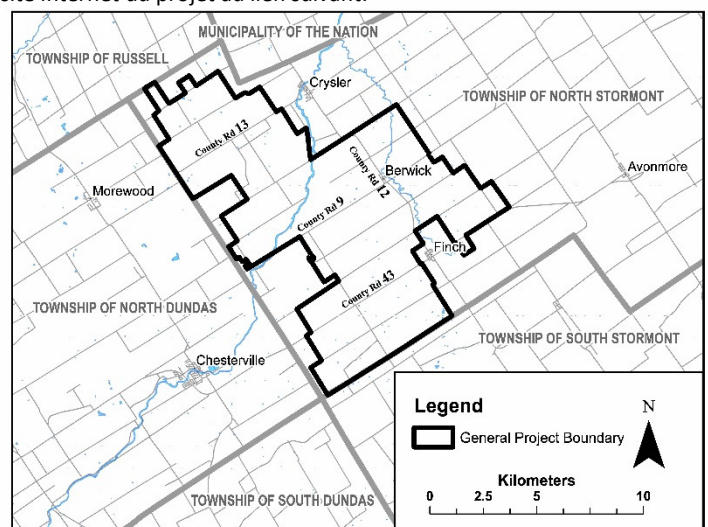 site Internet du projet au lien suivant.
MUNICIPALITY OF THE NATION
TOWNSHIP OF RUSSELL
Crysler
TOWNSHIP OF NORTH STORMONT
County Rd 13
County Rd 12
Berwick
Avonmore
Morewood
County Rd 9
Finch
County Rd 43
TOWNSHIP OF NORTH DUNDAS
TOWNSHIP OF SOUTH STORMONT
Chesterville
Legend
N
General Project Boundary
Kilometers
0 2.5 5 10
TOWNSHIP OF SOUTH DUNDAS